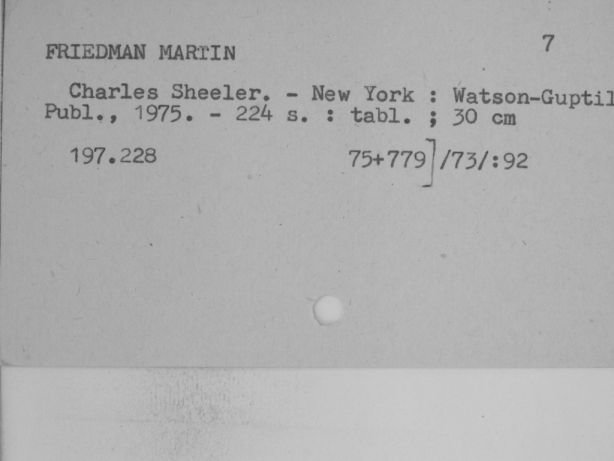 7
FRIEDMAN MARTIN
Charles Sheeler. - New York : Watson-Guptil
Publ., 1975. - 224 s. : tabl. ; 30 cm
197.228 75+779]/73/:92